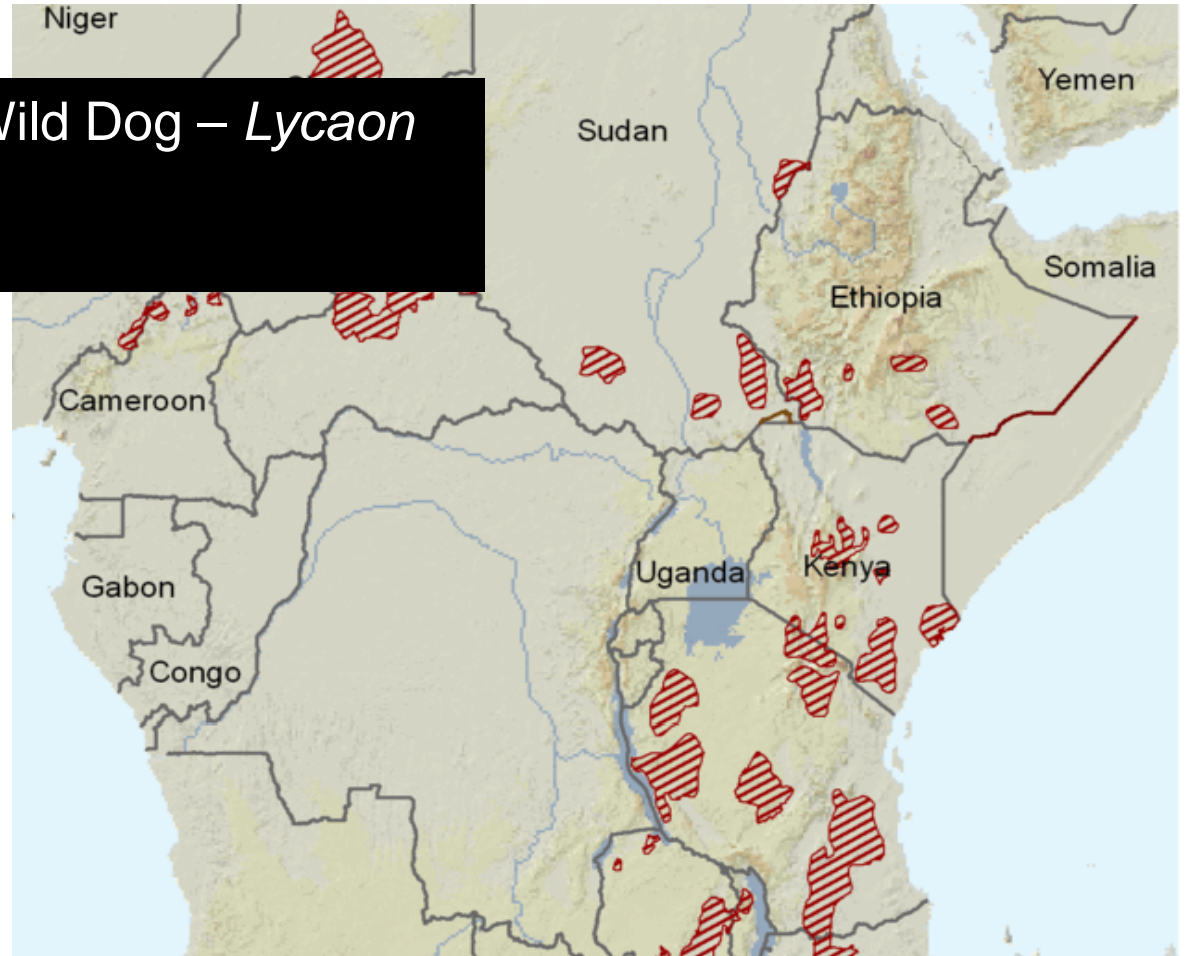 Niger
Yemen
Wild Dog – Lycaon
Sudan
Somalia
Ethiopia
Cameroon
Uganda
Kenya
Gabon
Congo